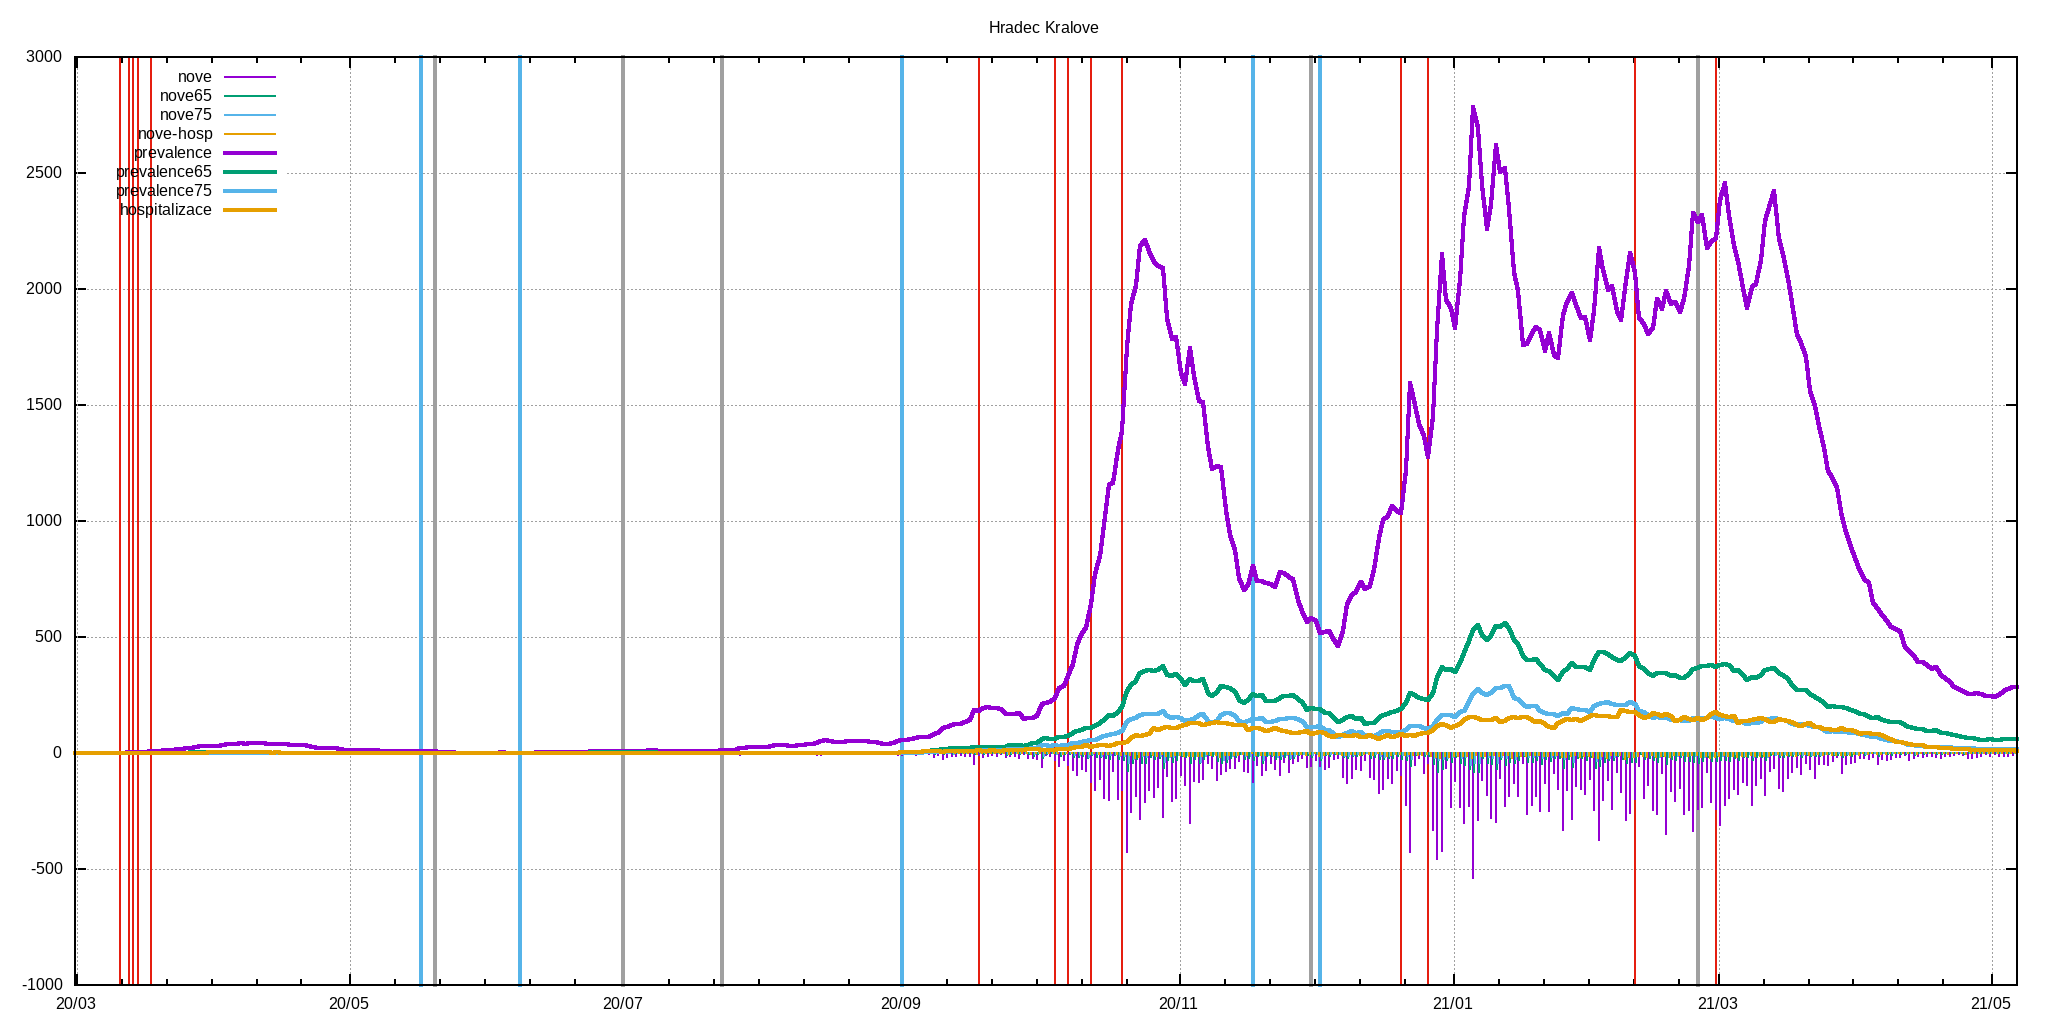 Hradec Kralove
3000
2500
2000
1500
1000
500
0
-500
-1000
nove
nove65
nove75
nove-hosp
prevalence
prevalence65
prevalence75
hospitalizace
20/03 20/05 20/07 20/09 20/11 21/01 21/03 21/05